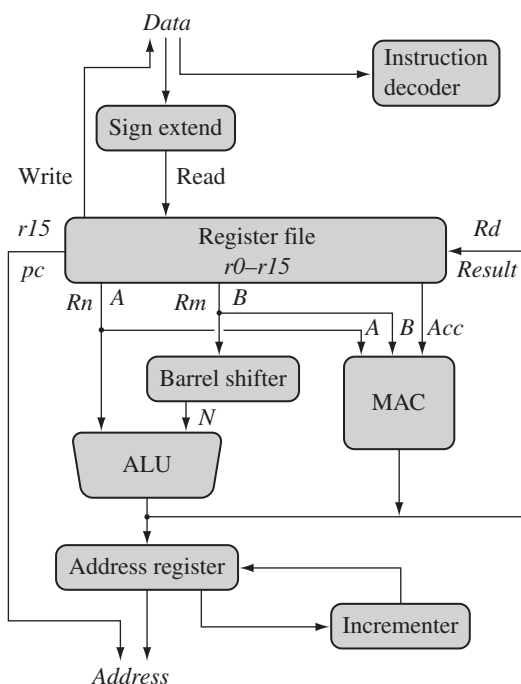 Data
Instruction
decoder
Sign extend
Write
Read
r15
Register file
Rd
pc
r0–r15
Result
Rn
A
Rm
B
A
B
Acc
Barrel shifter
MAC
N
ALU
Address register
Incrementer
Address